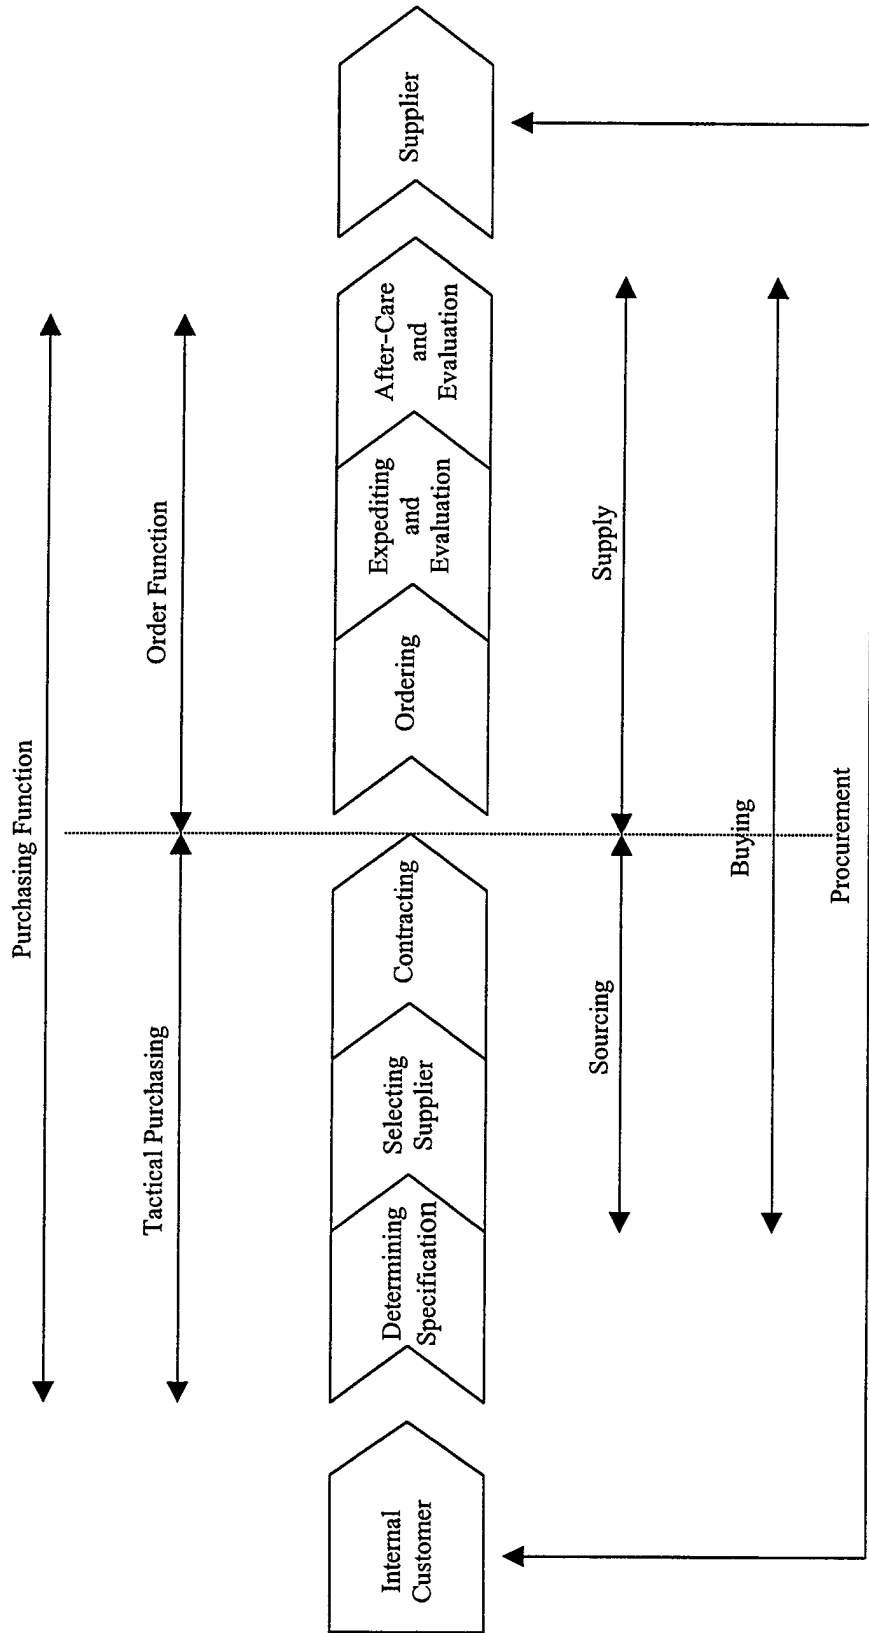 Purchasing Function
Tactical Purchasing
Order Function
Internal
Customer
Determining
Specification
Selecting
Supplier
Contracting
Ordering
Expediting
and
Evaluation
After-Care
and
Evaluation
Supplier
Sourcing
Supply
Buying
Procurement